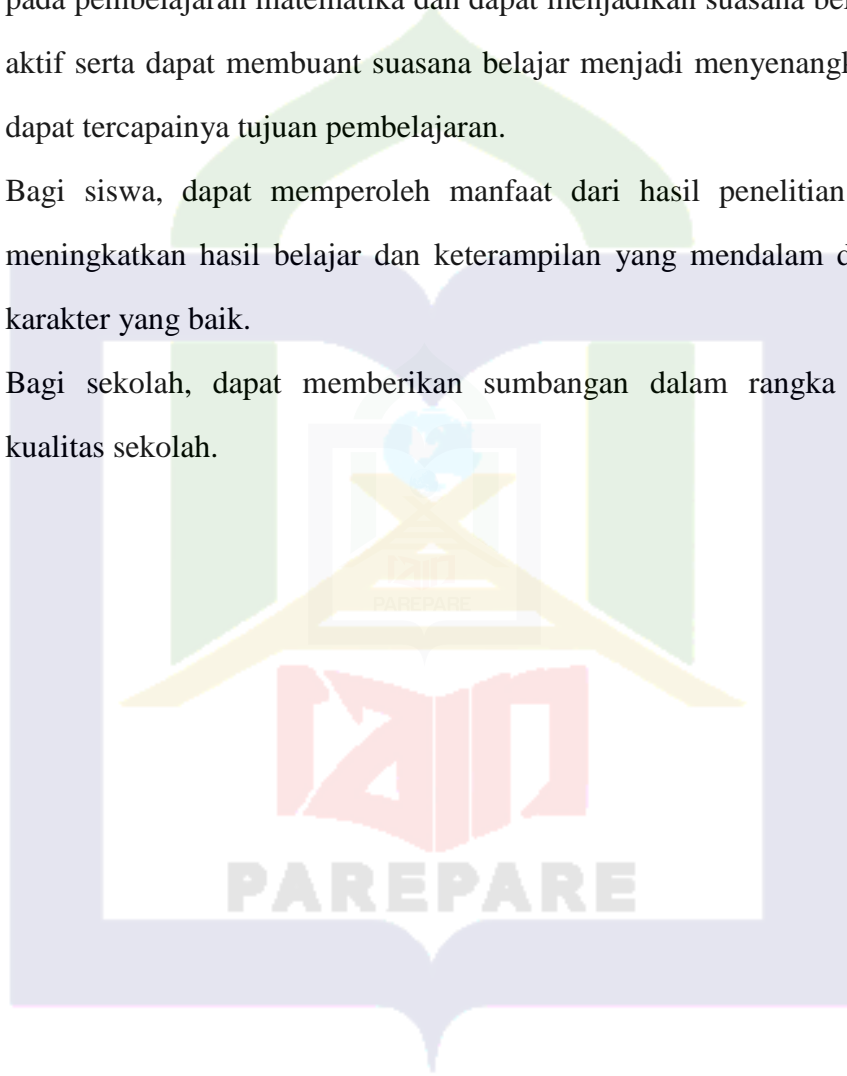 pada pembelajaran matematika dan dapat menjadikan suasana
aktif serta dapat membuant suasana belajar menjadi
dapat tercapainya tujuan pembelajaran.
Bagi siswa, dapat memperoleh manfaat dari hasil penelitian
meningkatkan hasil belajar dan keterampilan yang mendalam
karakter yang baik.
Bagi sekolah, dapat memberikan sumbangan dalam rangka
kualitas sekolah.
IAIN
PAREPARE
IAIN
PAREPARE